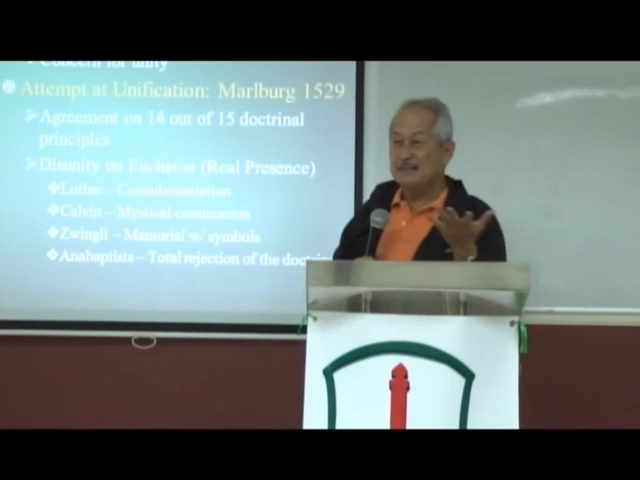 Concern for unity
Attempt at Unification: Marlburg 1529
Agreement on 14 out of 15 doctrinal
principles
Disunity on Eucharist (Real Presence)
Luther – Consubstantiation
Calvin – Mystical communion
Zwingli – Memorial w/ symbols
Anabaptists – Total rejection of the